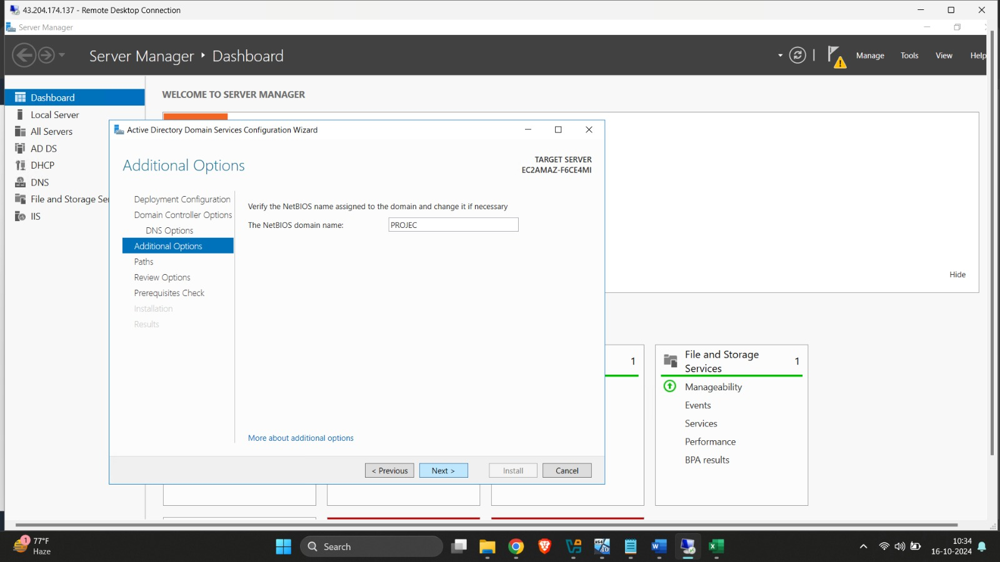 43.204.174.137 - Remote Desktop Connection
Server Manager
Server Manager ‣ Dashboard
Manage Tools View Help
Dashboard
Local Server
All Servers
AD DS
DHCP
DNS
File and Storage Ser
IIS
WELCOME TO SERVER MANAGER
Active Directory Domain Services Configuration Wizard
Additional Options
TARGET SERVER
EC2AMAZ-F6CE4MI
Deployment Configuration
Domain Controller Options
DNS Options
Additional Options
Paths
Review Options
Prerequisites Check
Installation
Results
Verify the NetBIOS name assigned to the domain and change it if necessary
The NetBIOS domain name: PROJEC
More about additional options
< Previous Next > Install Cancel
Hide
1
File and Storage
Services
1
Manageability
Events
Services
Performance
BPA results
1
77°F
Haze
Search
10:34
16-10-2024